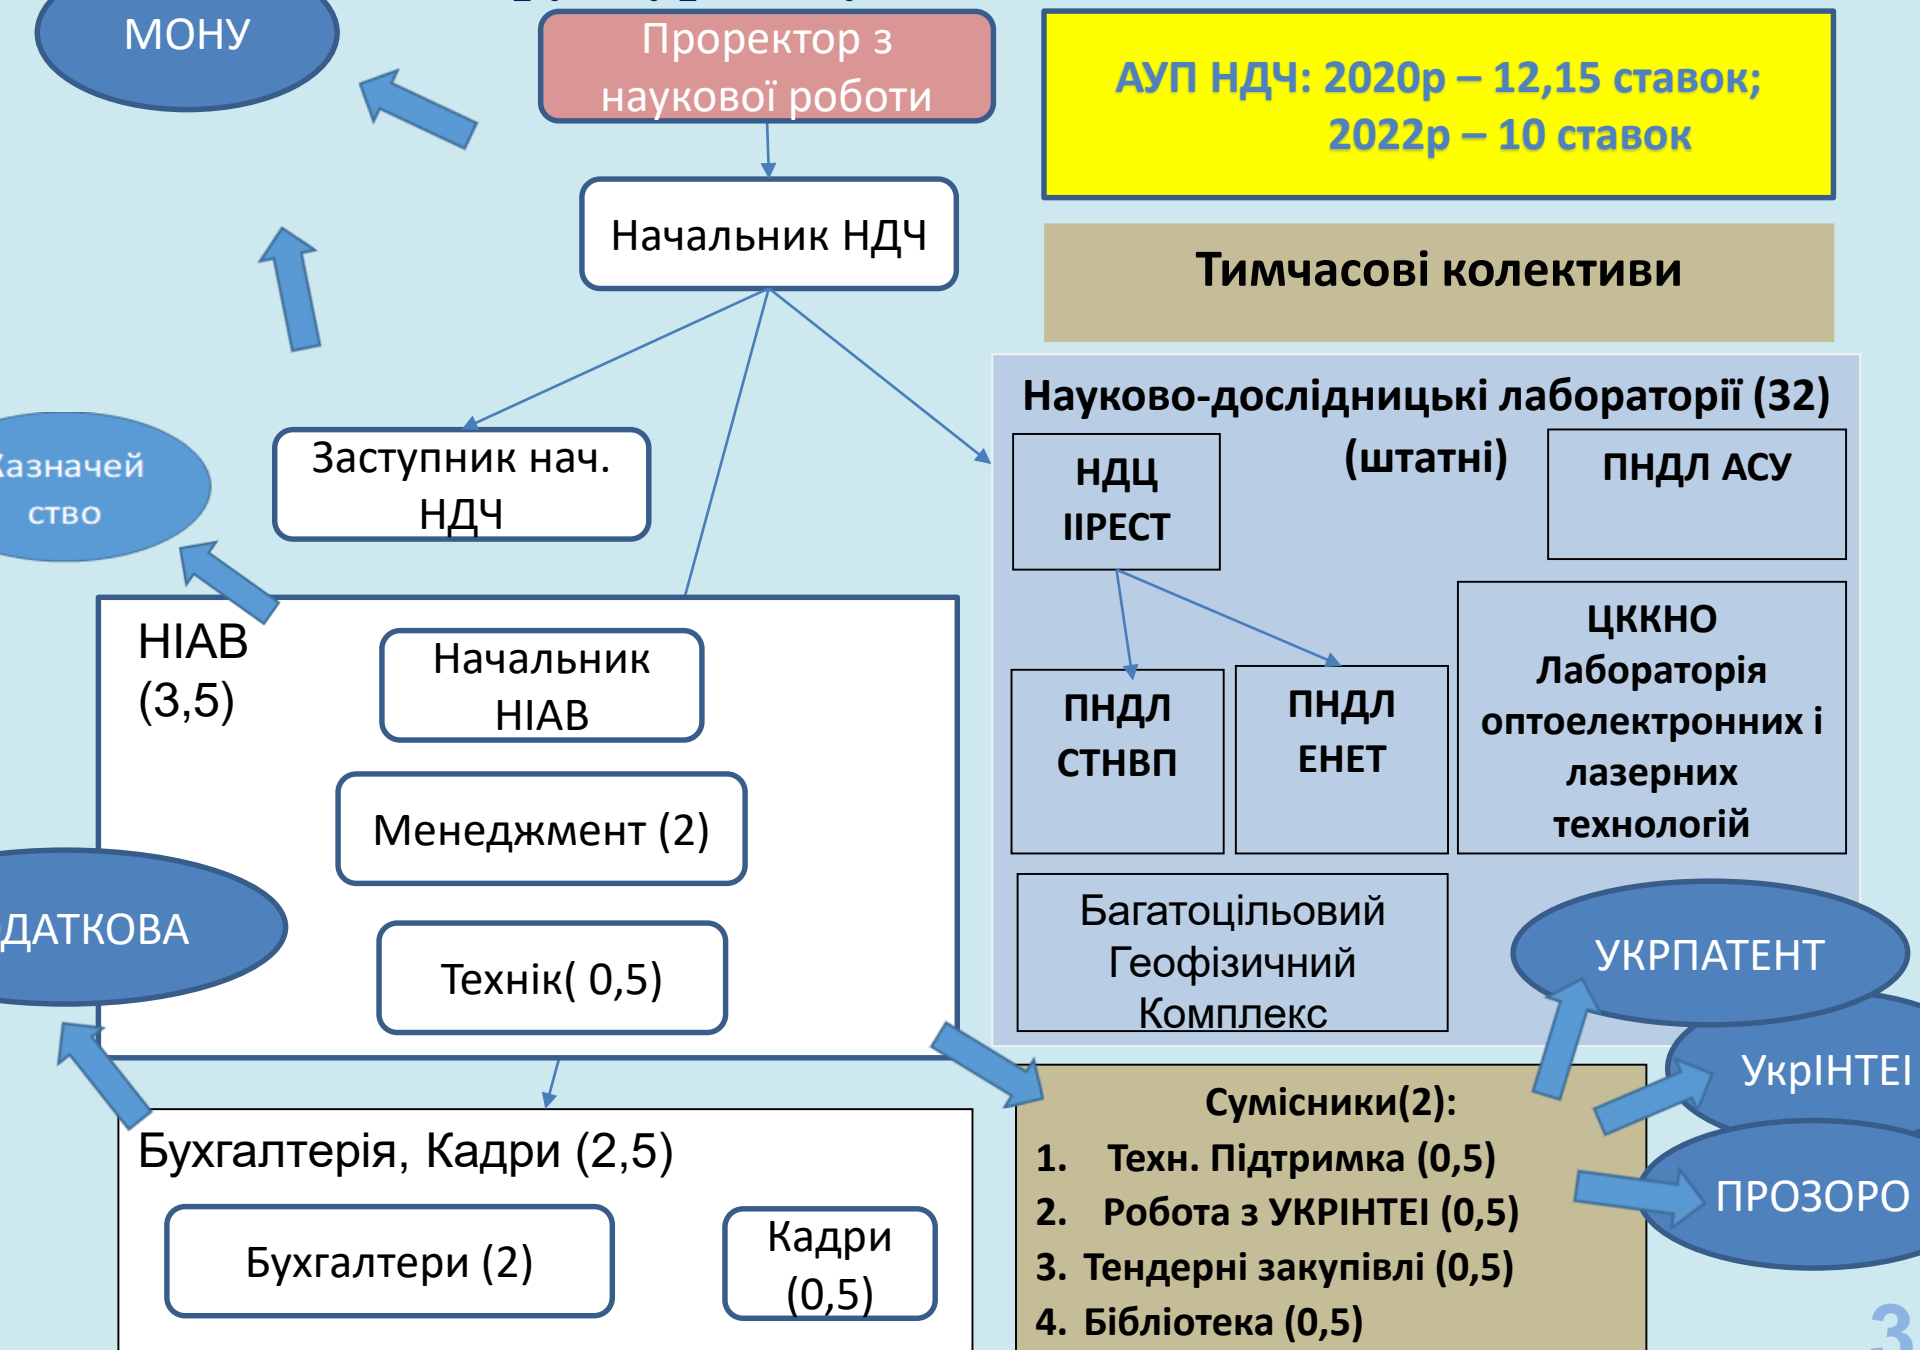 МОНУ
Проректор з
наукової роботи
АУП НДЧ: 2020р – 12,15 ставок;
2022р – 10 ставок
Начальник НДЧ
Тимчасові колективи
Заступник нач.
НДЧ
азначей
ство
Науково-дослідницькі лабораторії (32)
(штатні)
НДЦ
ІІРЕСТ
ПНДЛ АСУ
ПНДЛ
СТНВП
ПНДЛ
ЕНЕТ
ЦККНО
Лабораторія
оптоелектронних і
лазерних
технологій
Багатоцільовий
Геофізичний
Комплекс
НІАВ
(3,5)
Начальник
НІАВ
Менеджмент (2)
Технік( 0,5)
ДАТКОВА
УКРПАТЕНТ
УкрІНТЕІ
ПРОЗОРО
Бухгалтерія, Кадри (2,5)
Бухгалтери (2)
Кадри
(0,5)
Сумісники(2):
1. Техн. Підтримка (0,5)
2. Робота з УКРІНТЕІ (0,5)
3. Тендерні закупівлі (0,5)
4. Бібліотека (0,5)
3